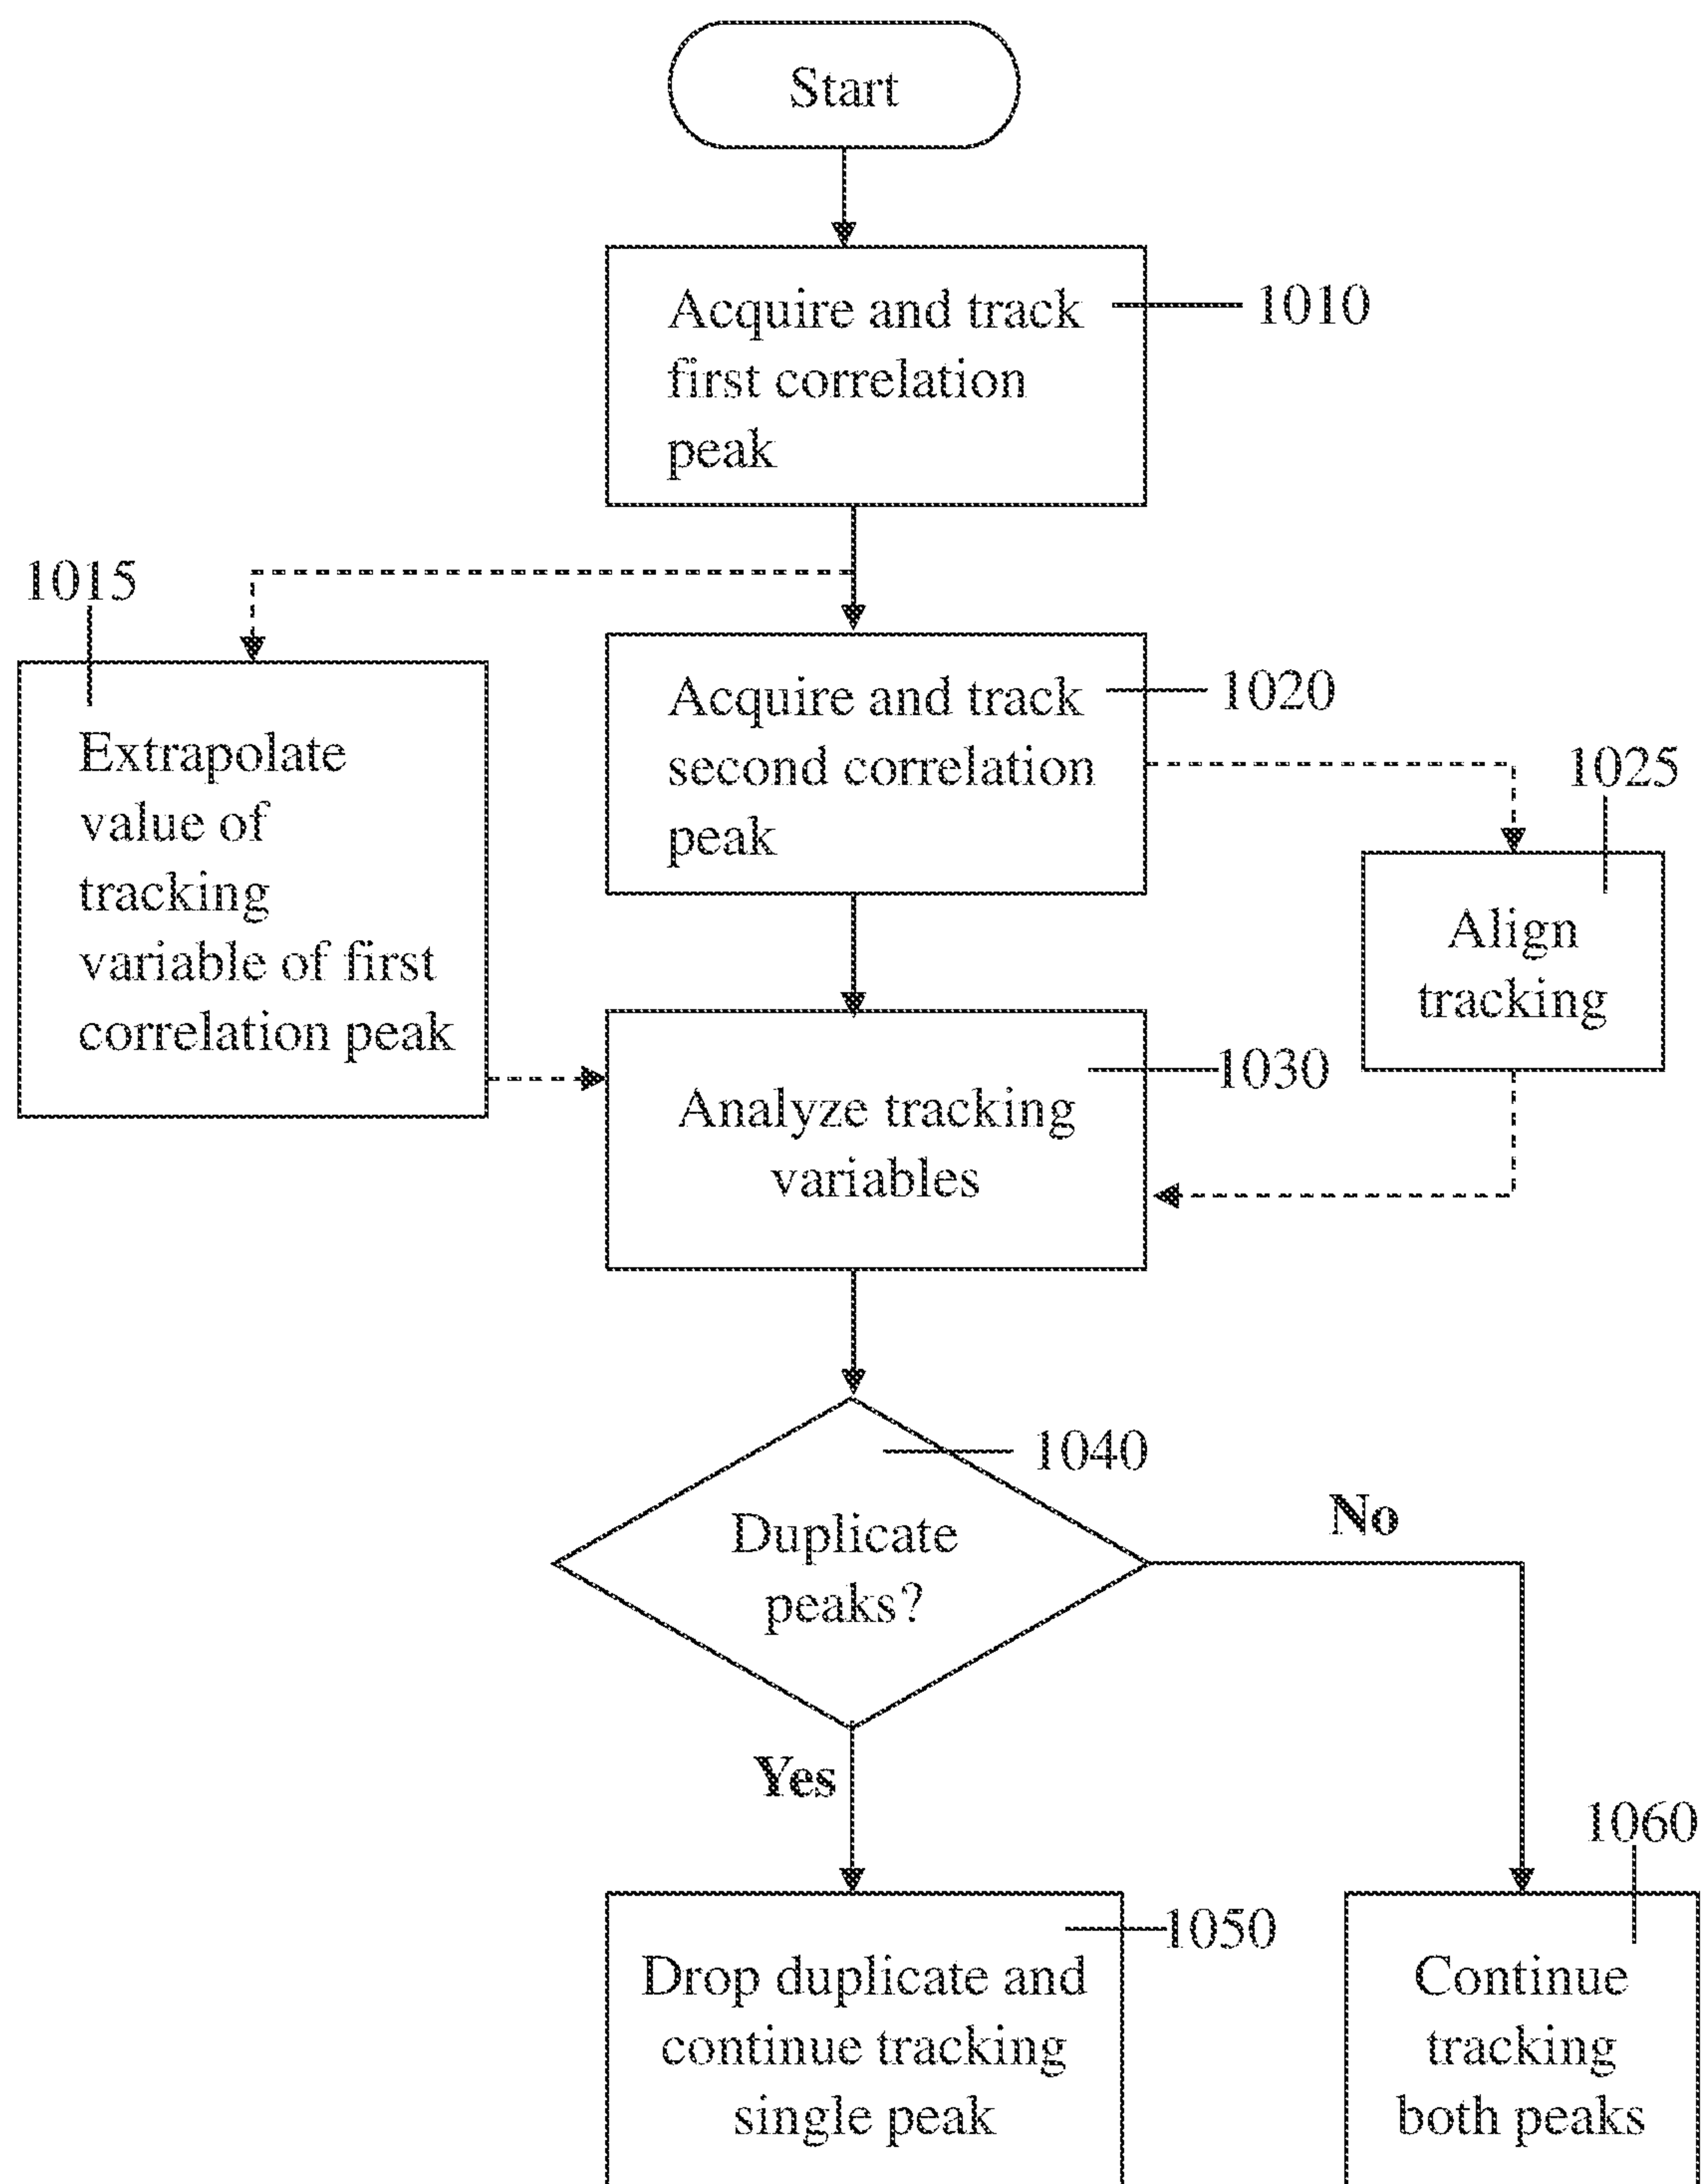 Start
Acquire and track
first correlation
peak
1010
1015
Extrapolate
value of
tracking
variable of first
correlation peak
Acquire and track
second correlation
peak
1020
1025
Align
tracking
Analyze tracking
variables
1030
1040
Duplicate
peaks?
No
Yes
1050
Drop duplicate and
continue tracking
single peak
1060
Continue
tracking
both peaks